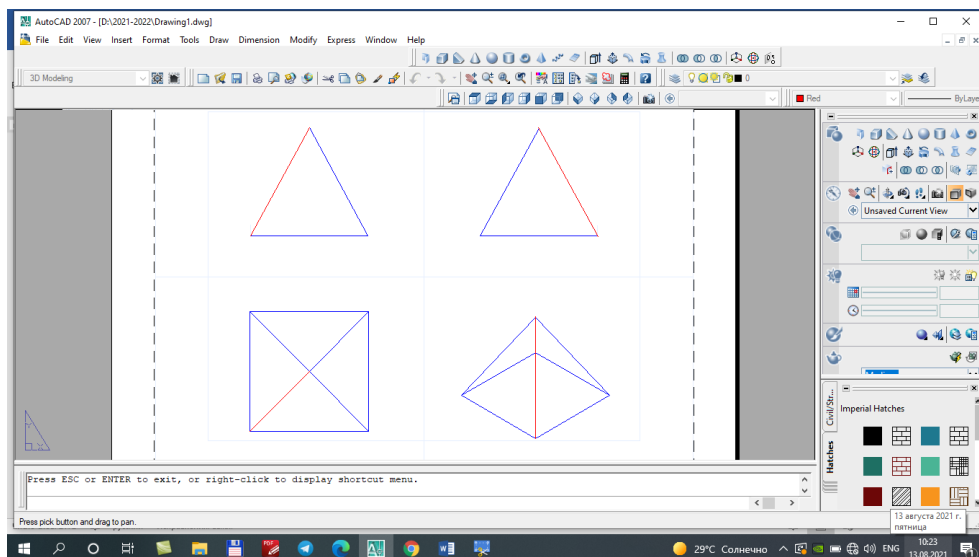 AutoCAD 2007 - [D:\2021-2022\Drawing1.dwg]
File Edit View Insert Format Tools Draw Dimension Modify Express Window Help
3D Modeling
0
Red
ByLaye
Unsaved Current View
Civil/Str...
Imperial Hatches
Hatches
Y
X
Press ESC or ENTER to exit, or right-click to display shortcut menu.
Press pick button and drag to pan.
13 августа 2021 г.
пятница
29°C Солнечно
ENG
10:23
13.08.2021